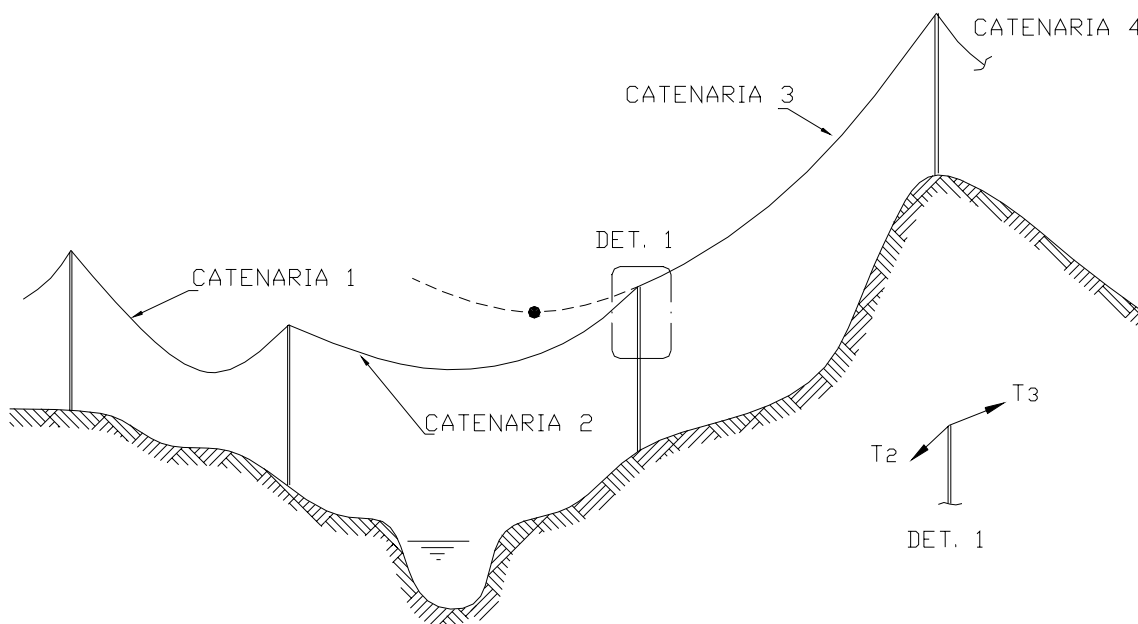 CATENARIA 4
CATENARIA 3
DET. 1
CATENARIA 1
CATENARIA 2
T3
T2
DET. 1